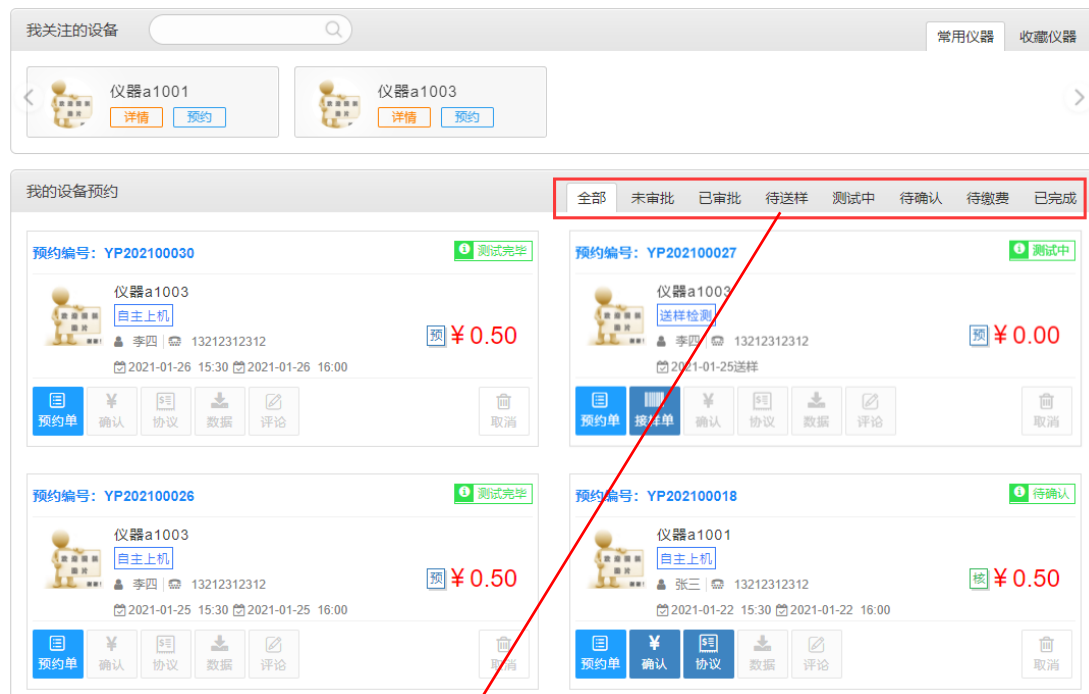 我关注的设备
常用仪器 收藏仪器
仪器a1001
详情 预约
仪器a1003
详情 预约
我的设备预约
全部 未审批 已审批 待送样 测试中 待确认 待缴费 已完成
预约编号：YP202100030
测试完毕
仪器a1003
自主上机
李四 13212312312
预 ¥ 0.50
2021-01-26 15:30 2021-01-26 16:00
预约单 确认 协议 数据 评论 取消
预约编号：YP202100027
测试中
仪器a1003
送样检测
李四 13212312312
预 ¥ 0.00
2021-01-25送样
预约单 接样单 确认 协议 数据 评论 取消
预约编号：YP202100026
测试完毕
仪器a1003
自主上机
李四 13212312312
预 ¥ 0.50
2021-01-25 15:30 2021-01-25 16:00
预约单 确认 协议 数据 评论 取消
预约编号：YP202100018
待确认
仪器a1001
自主上机
张三 13212312312
核 ¥ 0.50
2021-01-22 15:30 2021-01-22 16:00
预约单 确认 协议 数据 评论 取消